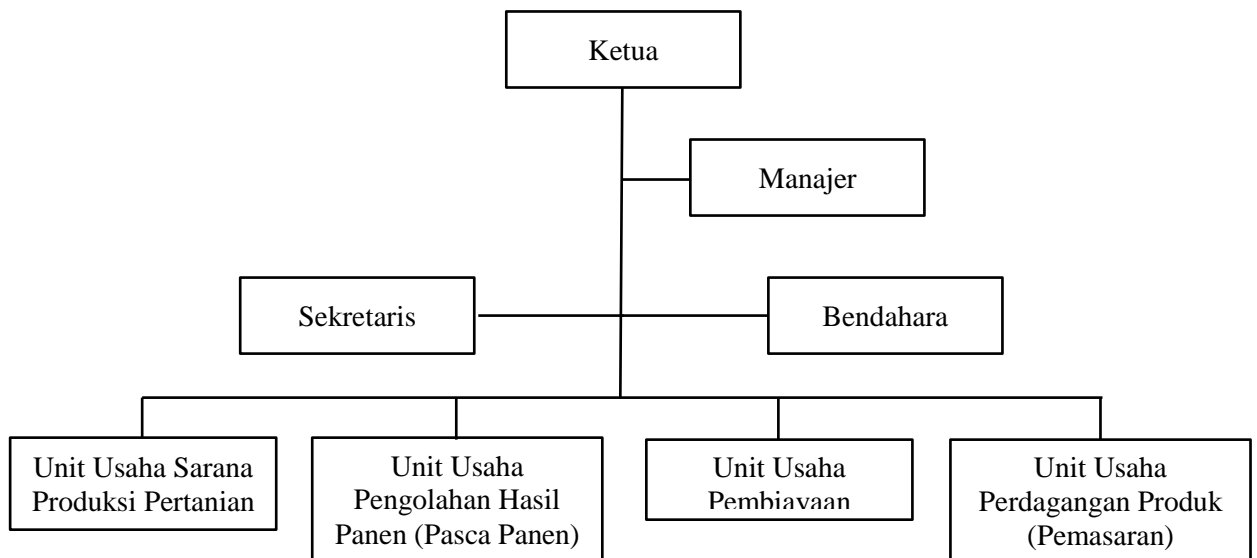 Ketua
Manajer
Sekretaris
Bendahara
Unit Usaha Sarana
Produksi Pertanian
Unit Usaha
Pengolahan Hasil
Panen (Pasca Panen)
Unit Usaha
Pembiayaan
Unit Usaha
Perdagangan Produk
(Pemasaran)